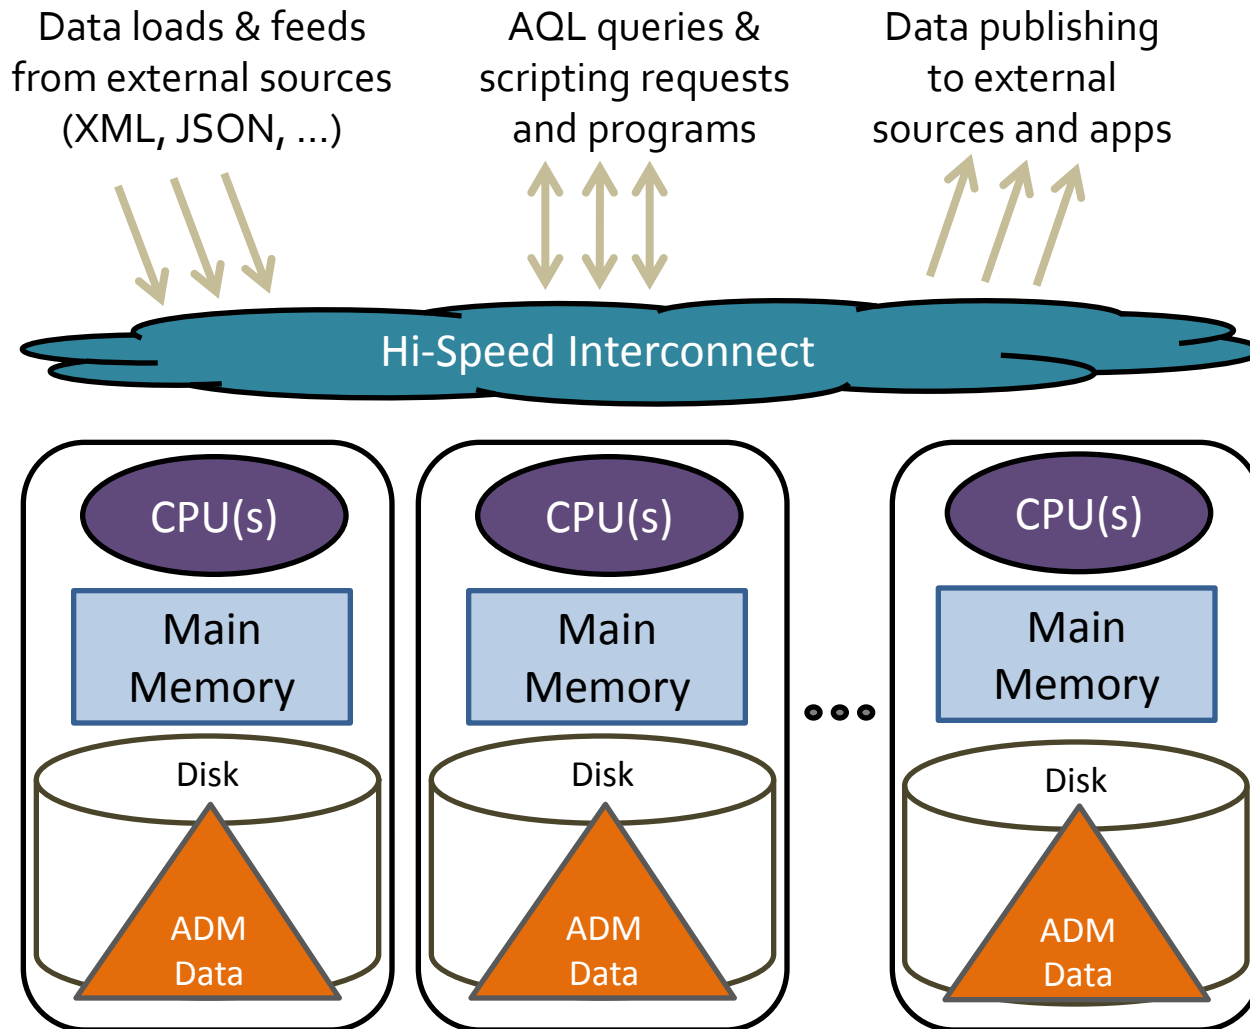 Data loads & feeds
from external sources
(XML, JSON, ...)
AQL queries &
scripting requests
and programs
Data publishing
to external
sources and apps
Hi-Speed Interconnect
CPU(s)
Main
Memory
Disk
ADM
Data
CPU(s)
Main
Memory
Disk
ADM
Data
CPU(s)
Main
Memory
Disk
ADM
Data